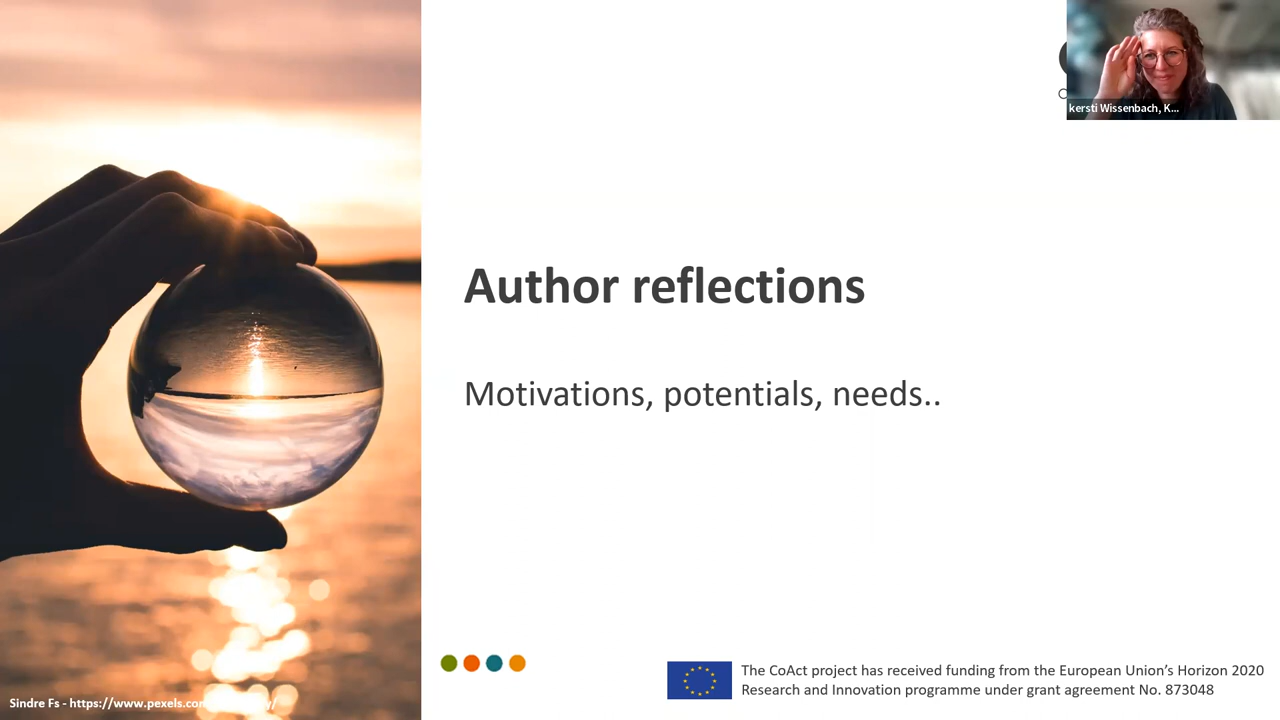 kersti Wissenbach, K...
Author reflections
Motivations, potentials, needs..
The CoAct project has received funding from the European Union's Horizon 2020
Research and Innovation programme under grant agreement No. 873048
Sindre Fs - https://www.pexels.com